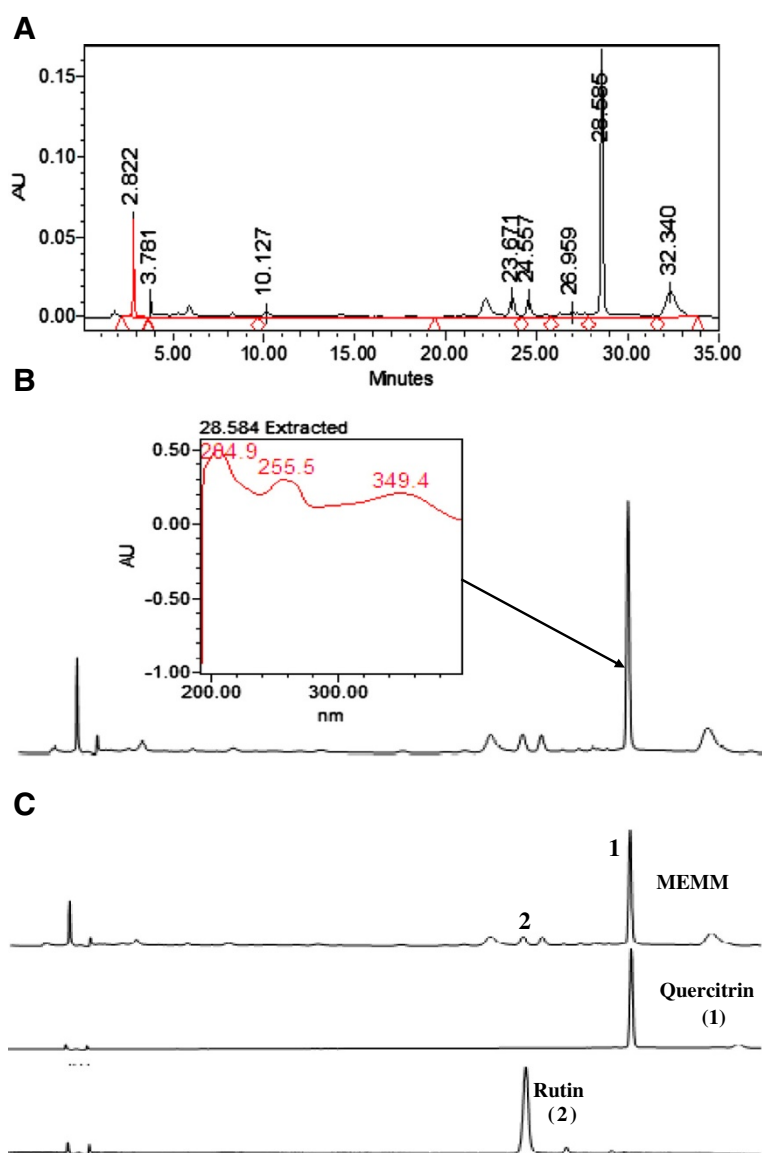 A
0.15
0.10
0.05
0.00
AU
2.822
3.781
10.127
23.671
24.557
26.959
28.585
32.340
5.00 10.00 15.00 20.00 25.00 30.00 35.00
Minutes
B
28.584 Extracted
0.50
0.00
-0.50
-1.00
AU
204.9
255.5
349.4
200.00 300.00
nm
C
1
MEMM
2
Quercitrin
(1)
Rutin
(2)